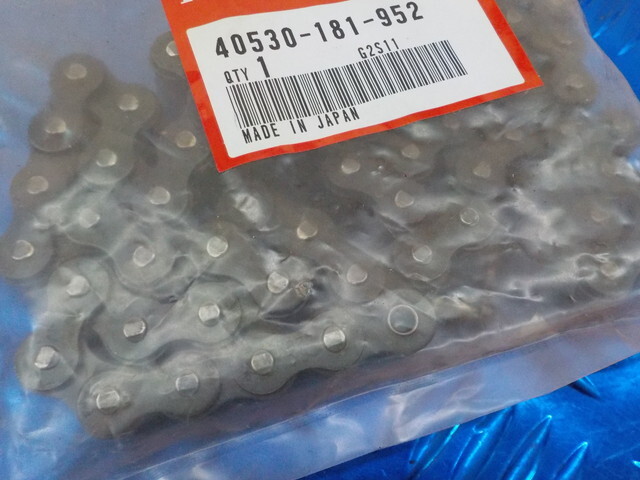 40530-181-952
QTY 1 G2S11
MADE IN JAPAN